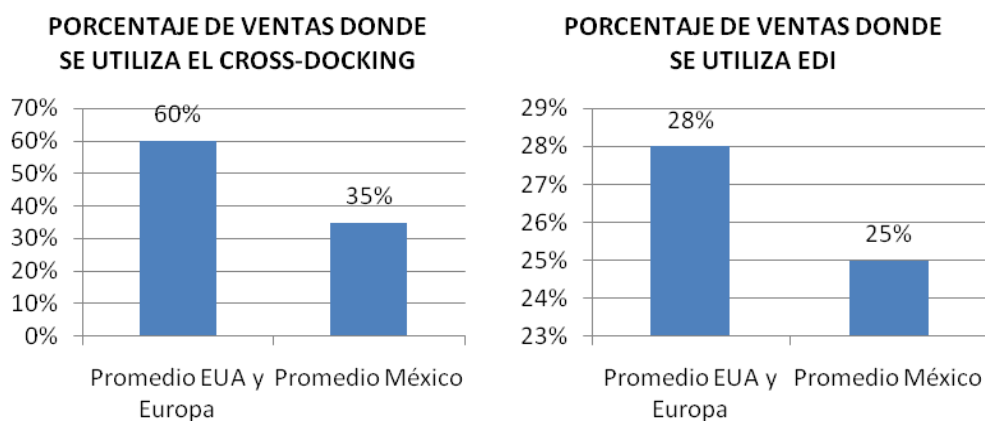 PORCENTAJE DE VENTAS DONDE
SE UTILIZA EL CROSS-DOCKING
70%
60%
50%
40%
30%
20%
10%
0%
60%
35%
Promedio EUA y
Europa
Promedio México
PORCENTAJE DE VENTAS DONDE
SE UTILIZA EDI
29%
28%
27%
26%
25%
24%
23%
28%
25%
Promedio EUA y
Europa
Promedio México